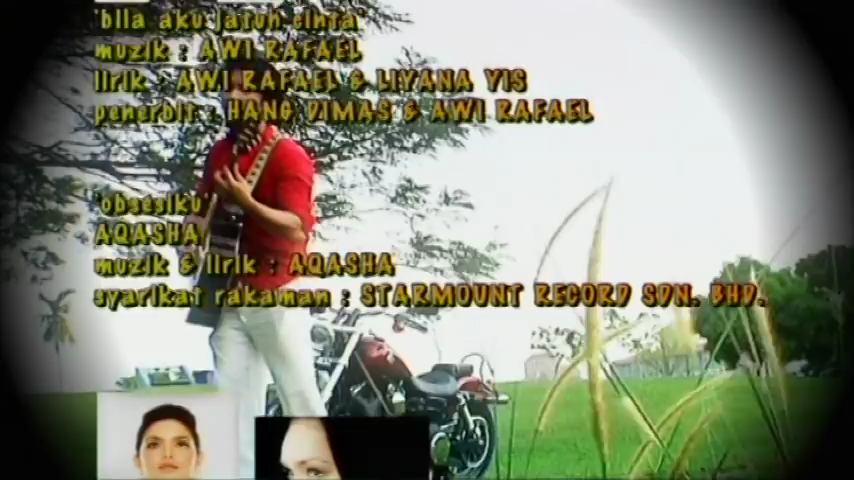 'bila aku jatuh cinta'
muzik : AWI RAFAEL
lirik : AWI RAFAEL & LIYANA YIS
penerbit : HANG DIMAS & AWI RAFAEL
'obsesiku'
AQASHA
muzik & lirik : AQASHA
syarikat rakaman : STARMOUNT RECORD SDN. BHD.